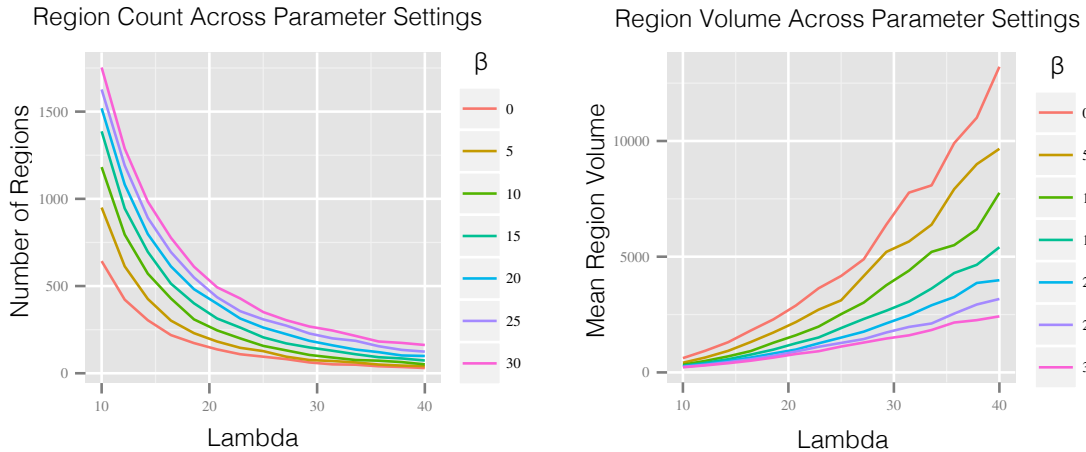 Region Count Across Parameter Settings
Number of Regions
1500
1000
500
0
10
20
30
40
Lambda
β
0
5
10
15
20
25
30
Region Volume Across Parameter Settings
Mean Region Volume
10000
5000
0
10
20
30
40
Lambda
β